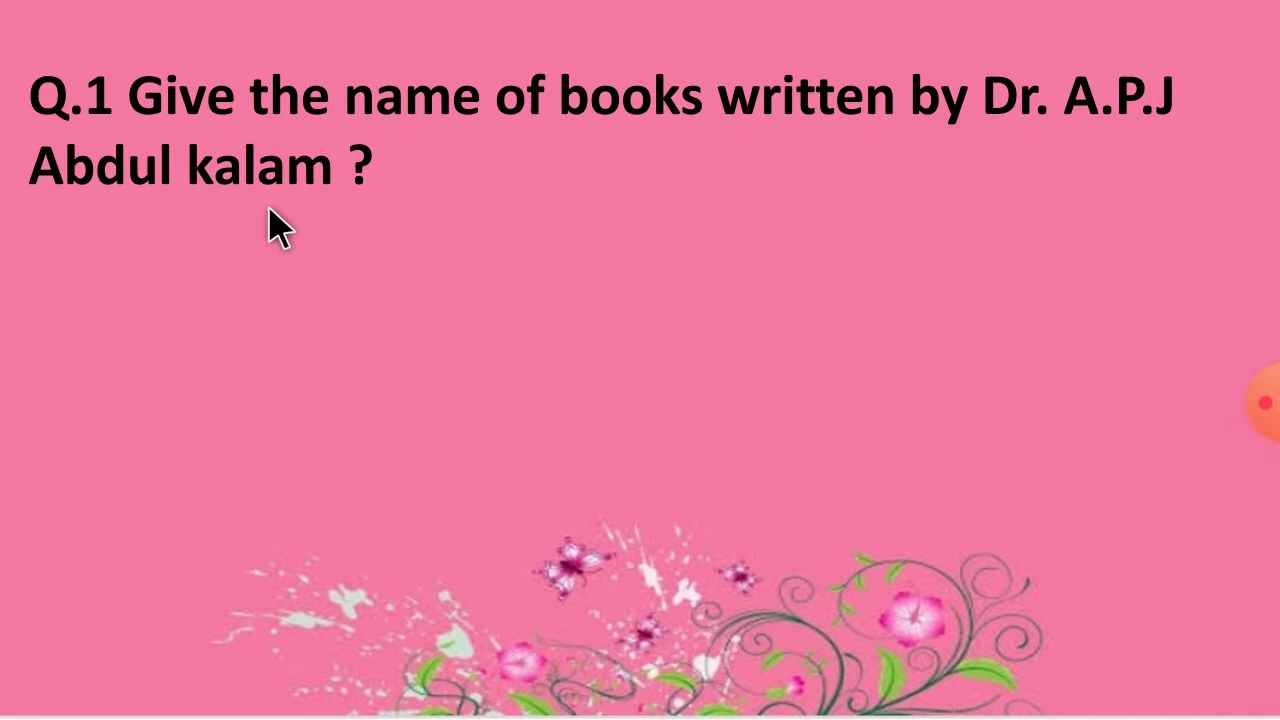 Q.1 Give the name of books written by Dr. A.P.J
Abdul kalam ?